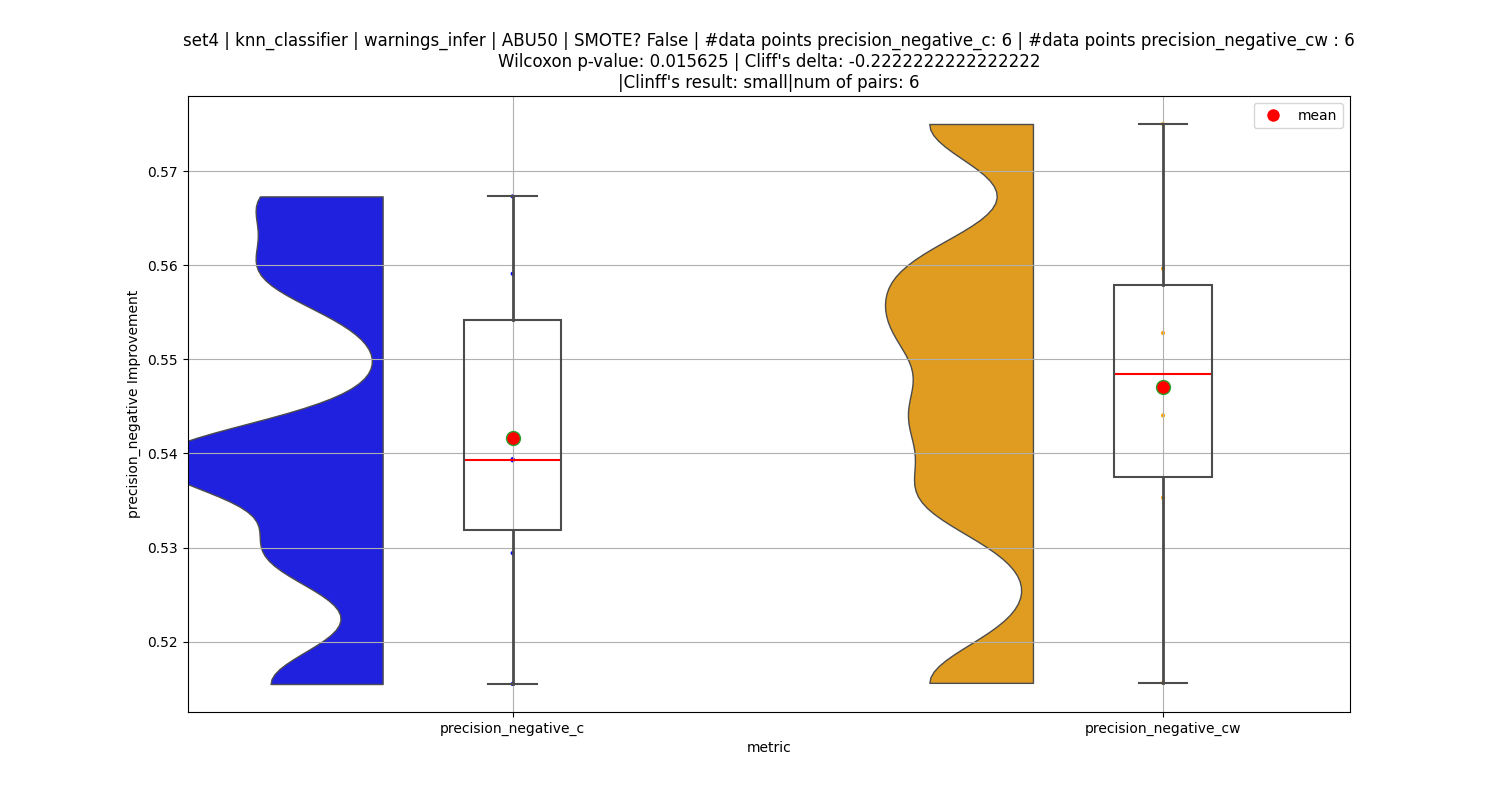 set4 | knn_classifier | warnings_infer | ABU50 | SMOTE? False | #data points precision_negative_c: 6 | #data points precision_negative_cw : 6
Wilcoxon p-value: 0.015625 | Cliff's delta: -0.2222222222222222
|Clinff's result: small|num of pairs: 6
mean
0.57
0.56
0.55
0.54
0.53
0.52
precision_negative Improvement
precision_negative_c
precision_negative_cw
metric